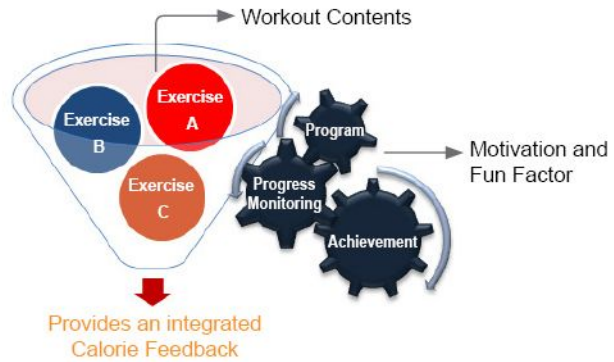 Workout Contents
Exercise
A
Exercise
B
Exercise
C
Program
Progress
Monitoring
Achievement
Motivation and
Fun Factor
Provides an integrated
Calorie Feedback